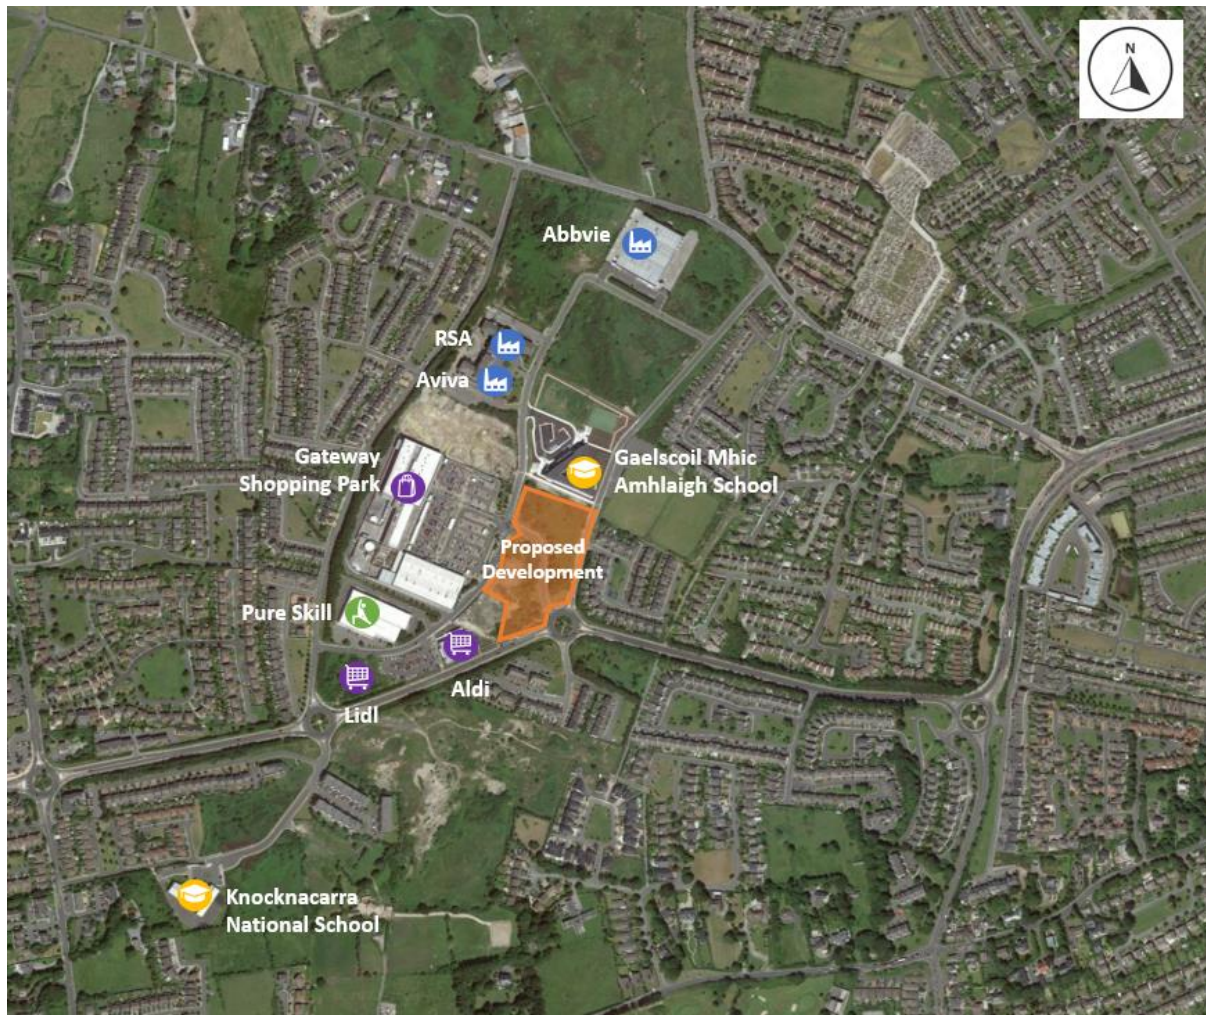 N
Abbvie
RSA
Aviva
Gateway
Shopping Park
Gaelscoil Mhic
Amhlaigh School
Proposed
Development
Pure Skill
Aldi
Lidl
Knocknacarra
National School